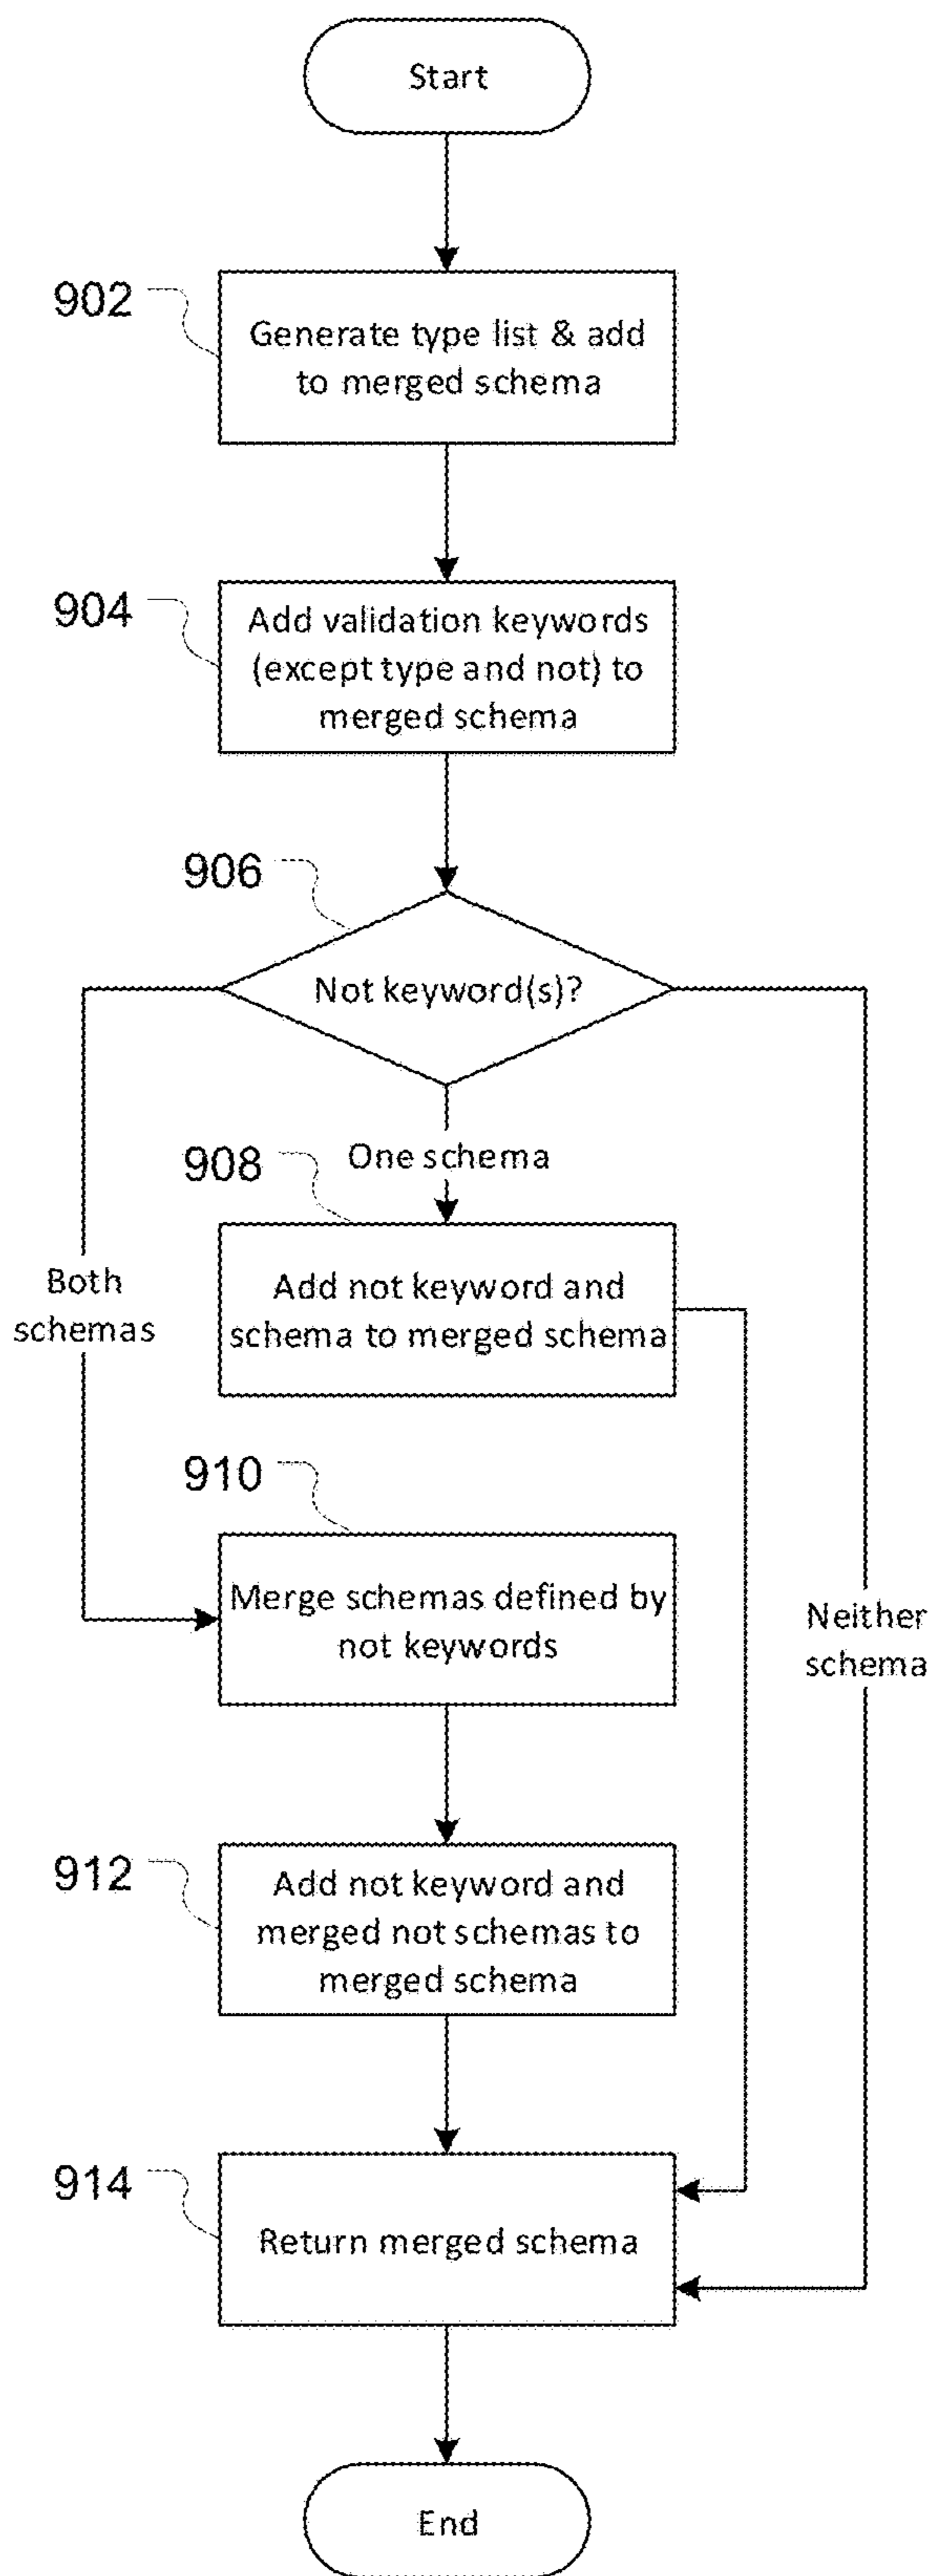 Start
902
Generate type list & add
to merged schema
904
Add validation keywords
(except type and not) to
merged schema
906
Not keyword(s)?
908
One schema
Both
schemas
Add not keyword and
schema to merged schema
910
Merge schemas defined by
not keywords
Neither
schema
912
Add not keyword and
merged not schemas to
merged schema
914
Return merged schema
End